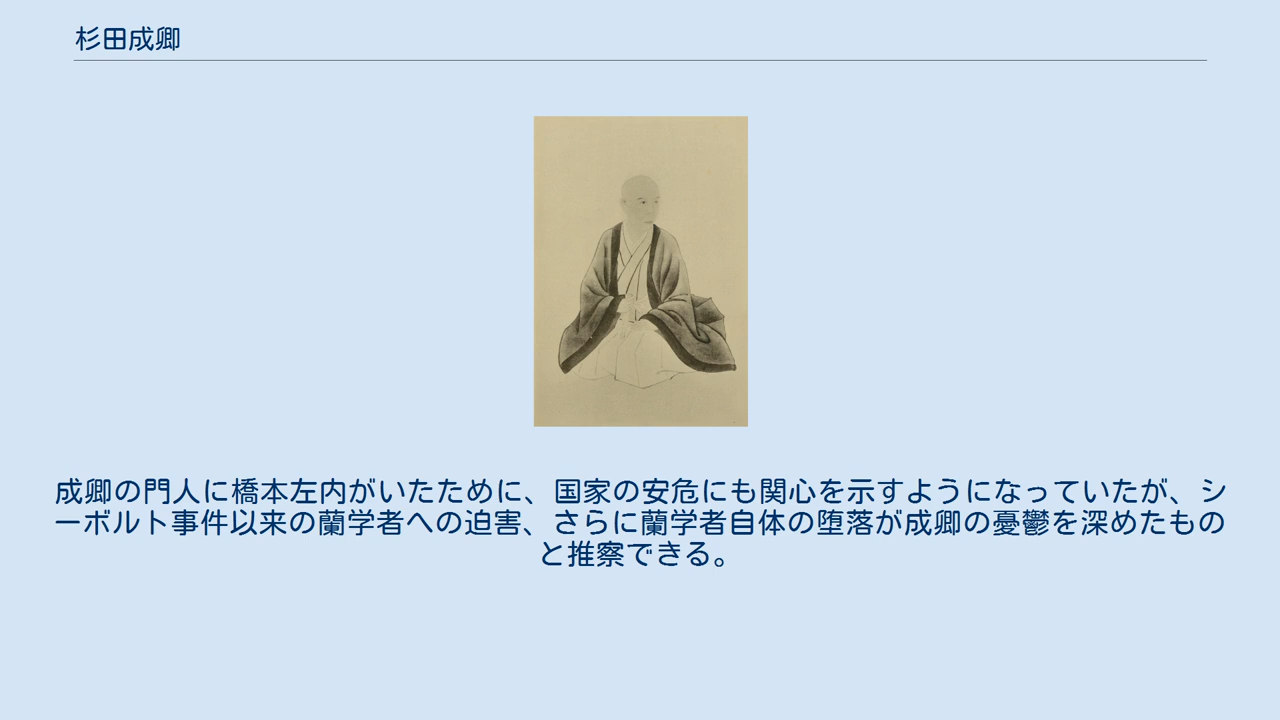 杉田成卿
成卿の門人に橋本左内がいたために、国家の安危にも関心を示すようになっていたが、シ
ーボルト事件以来の蘭学者への迫害、さらに蘭学者自体の堕落が成卿の憂鬱を深めたもの
と推察できる。